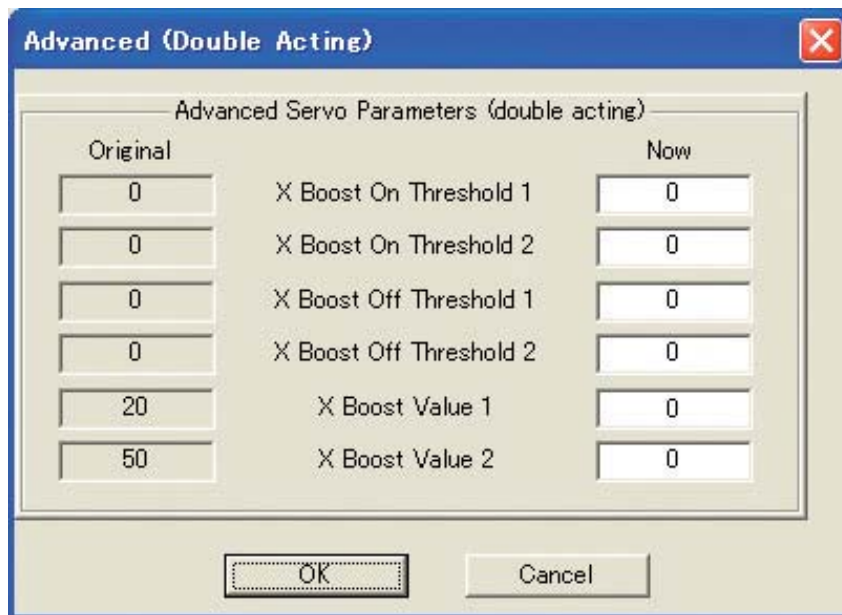 Advanced (Double Acting)
Advanced Servo Parameters (double acting)
Original Now
0 X Boost On Threshold 1 0
0 X Boost On Threshold 2 0
0 X Boost Off Threshold 1 0
0 X Boost Off Threshold 2 0
20 X Boost Value 1 0
50 X Boost Value 2 0
OK Cancel